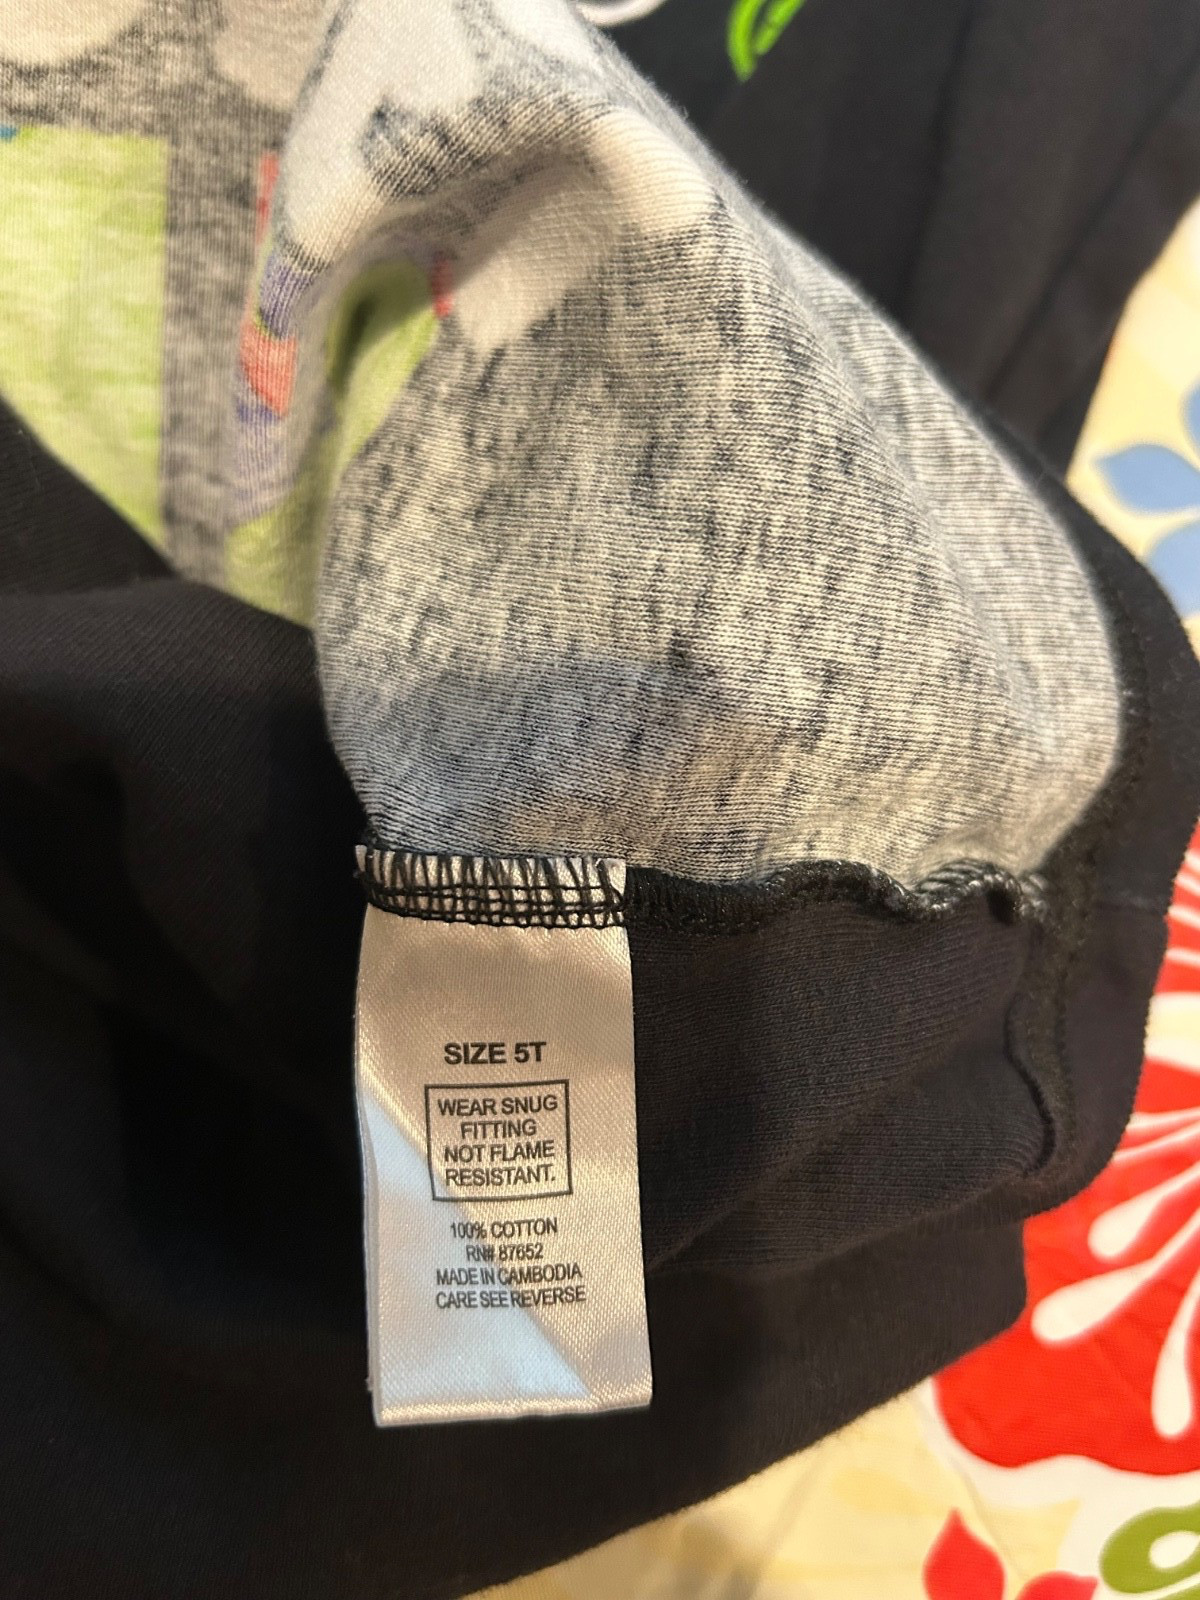 SIZE 5T
WEAR SNUG
FITTING
NOT FLAME
RESISTANT.
100% COTTON
RN# 87652
MADE IN CAMBODIA
CARE SEE REVERSE